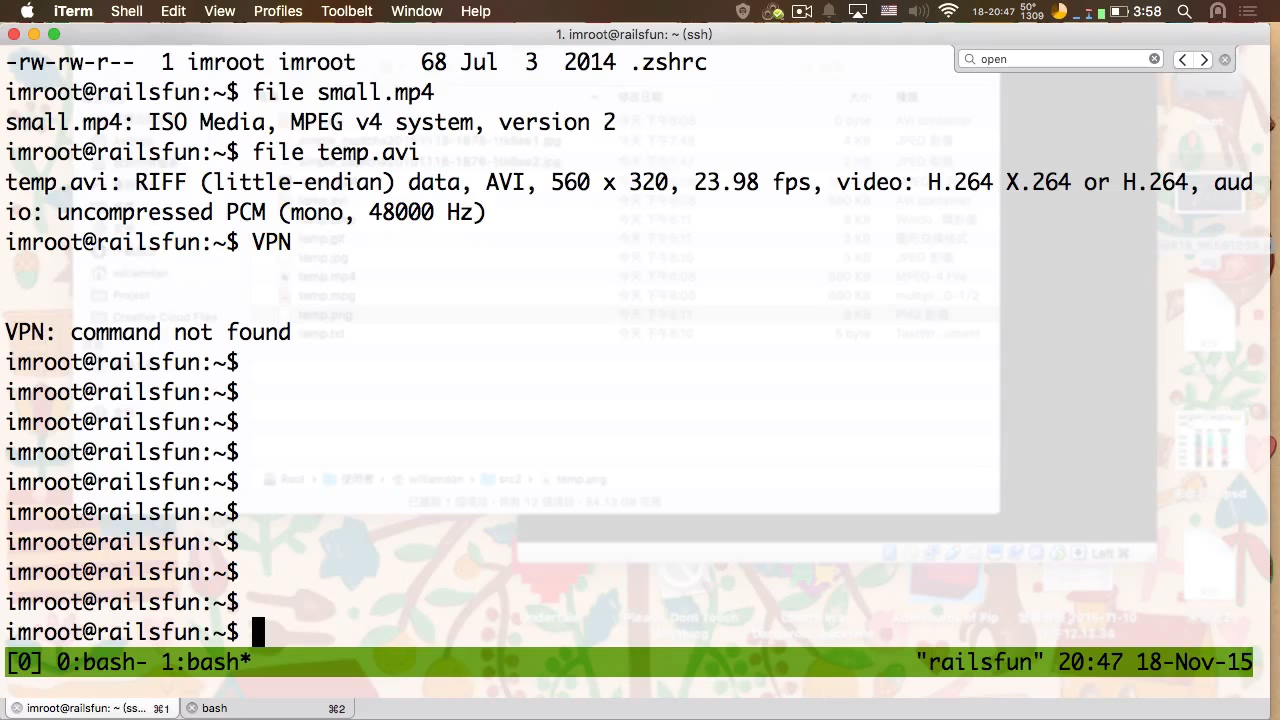 iTerm Shell Edit View Profiles Toolbelt Window Help 18-20:47 50° 1309 3:58
1. imroot@railsfun: ~ (ssh)
open
-rw-rw-r-- 1 imroot imroot 68 Jul 3 2014 .zshrc
imroot@railsfun:~$ file small.mp4
small.mp4: ISO Media, MPEG v4 system, version 2
imroot@railsfun:~$ file temp.avi
temp.avi: RIFF (little-endian) data, AVI, 560 x 320, 23.98 fps, video: H.264 X.264 or H.264, aud
io: uncompressed PCM (mono, 48000 Hz)
imroot@railsfun:~$ VPN
VPN: command not found
imroot@railsfun:~$
imroot@railsfun:~$
imroot@railsfun:~$
imroot@railsfun:~$
imroot@railsfun:~$
imroot@railsfun:~$
imroot@railsfun:~$
imroot@railsfun:~$
imroot@railsfun:~$
imroot@railsfun:~$
[0] 0:bash- 1:bash* "railsfun" 20:47 18-Nov-15
imroot@railsfun: ~ (ss... ⌘1 bash ⌘2